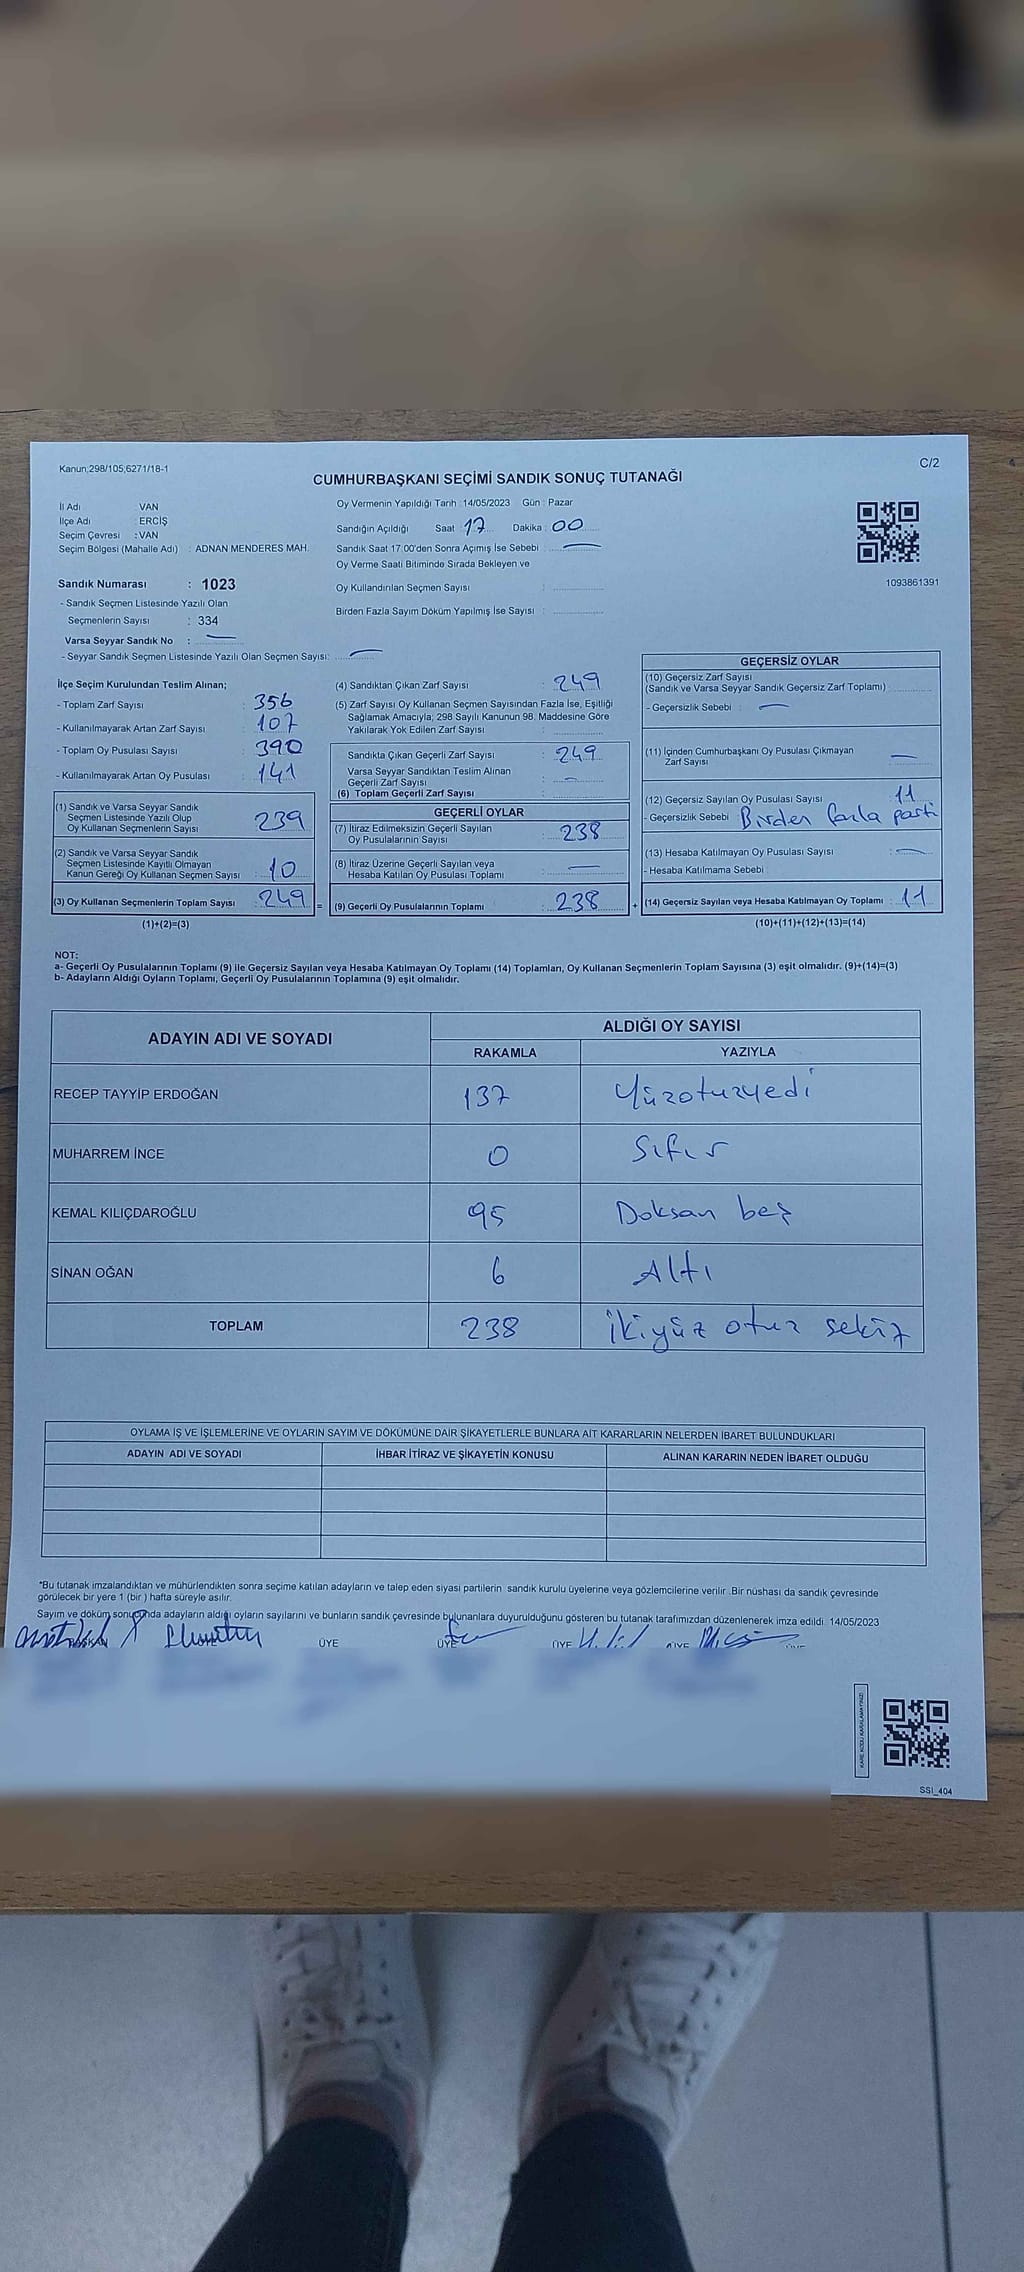 Kanun;298/105,6271/18-1
C/2
CUMHURBAŞKANI SEÇİMİ SANDIK SONUÇ TUTANAĞI
İl Adı VAN
İlçe Adı : ERCİŞ
Seçim Çevresi : VAN
Seçim Bölgesi (Mahalle Adı) : ADNAN MENDERES MAH.
Sandık Numarası : 1023
- Sandık Seçmen Listesinde Yazılı Olan
Seçmenlerin Sayısı : 334
Varsa Seyyar Sandık No : —
- Seyyar Sandık Seçmen Listesinde Yazılı Olan Seçmen Sayısı: —
Oy Vermenin Yapıldığı Tarih : 14/05/2023 Gün : Pazar
Sandığın Açıldığı Saat 17 Dakika : 00
Sandık Saat 17:00'den Sonra Açımış İse Sebebi : —
Oy Verme Saati Bitiminde Sırada Bekleyen ve
Oy Kullandırılan Seçmen Sayısı :
Birden Fazla Sayım Döküm Yapılmış İse Sayısı :
1093861391
İlçe Seçim Kurulundan Teslim Alınan;
- Toplam Zarf Sayısı : 356
- Kullanılmayarak Artan Zarf Sayısı : 107
- Toplam Oy Pusulası Sayısı : 390
- Kullanılmayarak Artan Oy Pusulası : 141
(1) Sandık ve Varsa Seyyar Sandık
Seçmen Listesinde Yazılı Olup
Oy Kullanan Seçmenlerin Sayısı : 239
(2) Sandık ve Varsa Seyyar Sandık
Seçmen Listesinde Kayıtlı Olmayan
Kanun Gereği Oy Kullanan Seçmen Sayısı : 10
(3) Oy Kullanan Seçmenlerin Toplam Sayısı : 249 =
(1)+(2)=(3)
(4) Sandıktan Çıkan Zarf Sayısı : 249
(5) Zarf Sayısı Oy Kullanan Seçmen Sayısından Fazla İse, Eşitliği
Sağlamak Amacıyla; 298 Sayılı Kanunun 98. Maddesine Göre
Yakılarak Yok Edilen Zarf Sayısı :
Sandıkta Çıkan Geçerli Zarf Sayısı : 249
Varsa Seyyar Sandıktan Teslim Alınan
Geçerli Zarf Sayısı : —
(6) Toplam Geçerli Zarf Sayısı :
GEÇERLİ OYLAR
(7) İtiraz Edilmeksizin Geçerli Sayılan
Oy Pusulalarının Sayısı : 238
(8) İtiraz Üzerine Geçerli Sayılan veya
Hesaba Katılan Oy Pusulası Toplamı : —
(9) Geçerli Oy Pusulalarının Toplamı : 238 +
GEÇERSİZ OYLAR
(10) Geçersiz Zarf Sayısı
(Sandık ve Varsa Seyyar Sandık Geçersiz Zarf Toplamı) :
- Geçersizlik Sebebi : —
(11) İçinden Cumhurbaşkanı Oy Pusulası Çıkmayan
Zarf Sayısı : —
(12) Geçersiz Sayılan Oy Pusulası Sayısı : 11
- Geçersizlik Sebebi : Birden fazla parti
(13) Hesaba Katılmayan Oy Pusulası Sayısı : —
- Hesaba Katılmama Sebebi
(14) Geçersiz Sayılan veya Hesaba Katılmayan Oy Toplamı : 11
(10)+(11)+(12)+(13)=(14)
NOT:
a- Geçerli Oy Pusulalarının Toplamı (9) ile Geçersiz Sayılan veya Hesaba Katılmayan Oy Toplamı (14) Toplamları, Oy Kullanan Seçmenlerin Toplam Sayısına (3) eşit olmalıdır. (9)+(14)=(3)
b- Adayların Aldığı Oyların Toplamı, Geçerli Oy Pusulalarının Toplamına (9) eşit olmalıdır.
ADAYIN ADI VE SOYADI ALDIĞI OY SAYISI
RAKAMLA YAZIYLA
RECEP TAYYİP ERDOĞAN 137 Yüzotuzyedi
MUHARREM İNCE 0 Sıfır
KEMAL KILIÇDAROĞLU 95 Doksan beş
SİNAN OĞAN 6 Altı
TOPLAM 238 İkiyüz otuz sekiz
OYLAMA İŞ VE İŞLEMLERİNE VE OYLARIN SAYIM VE DÖKÜMÜNE DAİR ŞİKAYETLERLE BUNLARA AİT KARARLARIN NELERDEN İBARET BULUNDUKLARI
ADAYIN ADI VE SOYADI İHBAR İTİRAZ VE ŞİKAYETİN KONUSU ALINAN KARARIN NEDEN İBARET OLDUĞU
*Bu tutanak imzalandıktan ve mühürlendikten sonra seçime katılan adayların ve talep eden siyasi partilerin sandık kurulu üyelerine veya gözlemcilerine verilir .Bir nüshası da sandık çevresinde
görülecek bir yere 1 (bir ) hafta süreyle asılır.
Sayım ve döküm sonucunda adayların aldığı oyların sayılarını ve bunların sandık çevresinde bulunanlara duyurulduğunu gösteren bu tutanak tarafımızdan düzenlenerek imza edildi. 14/05/2023
BAŞKAN ÜYE ÜYE ÜYE ÜYE
KARE KODU KARALAMAYINIZ!
SSI_404